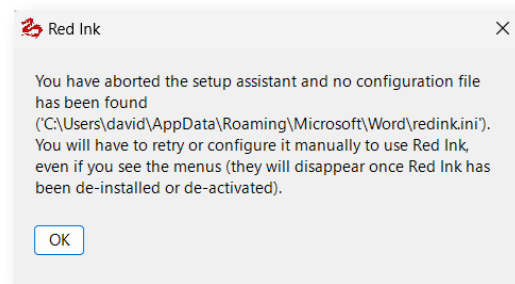 Red Ink
You have aborted the setup assistant and no configuration file
has been found
('C:\Users\david\AppData\Roaming\Microsoft\Word\redink.ini').
You will have to retry or configure it manually to use Red Ink,
even if you see the menus (they will disappear once Red Ink has
been de-installed or de-activated).
OK